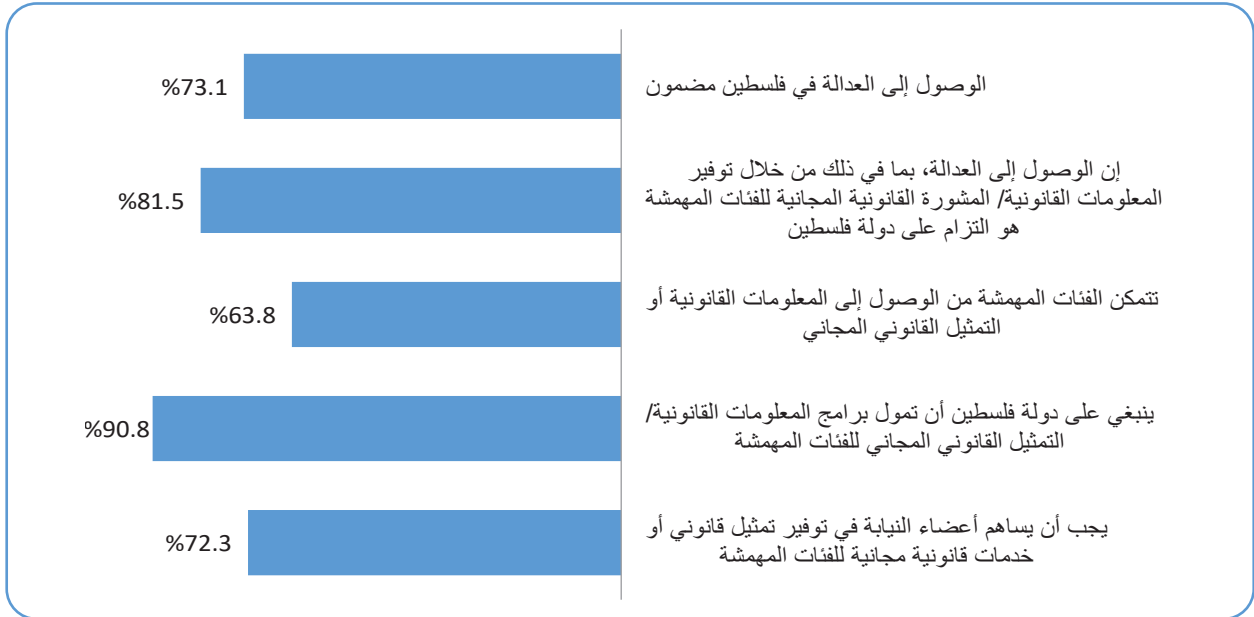 الوصول إلى العدالة في فلسطين مضمون
%73.1
إن الوصول إلى العدالة، بما في ذلك من خلال توفير
المعلومات القانونية/ المشورة القانونية المجانية للفئات المهمشة
هو التزام على دولة فلسطين
%81.5
تتمكن الفئات المهمشة من الوصول إلى المعلومات القانونية أو
التمثيل القانوني المجاني
%63.8
ينبغي على دولة فلسطين أن تمول برامج المعلومات القانونية/
التمثيل القانوني المجاني للفئات المهمشة
%90.8
يجب أن يساهم أعضاء النيابة في توفير تمثيل قانوني أو
خدمات قانونية مجانية للفئات المهمشة
%72.3